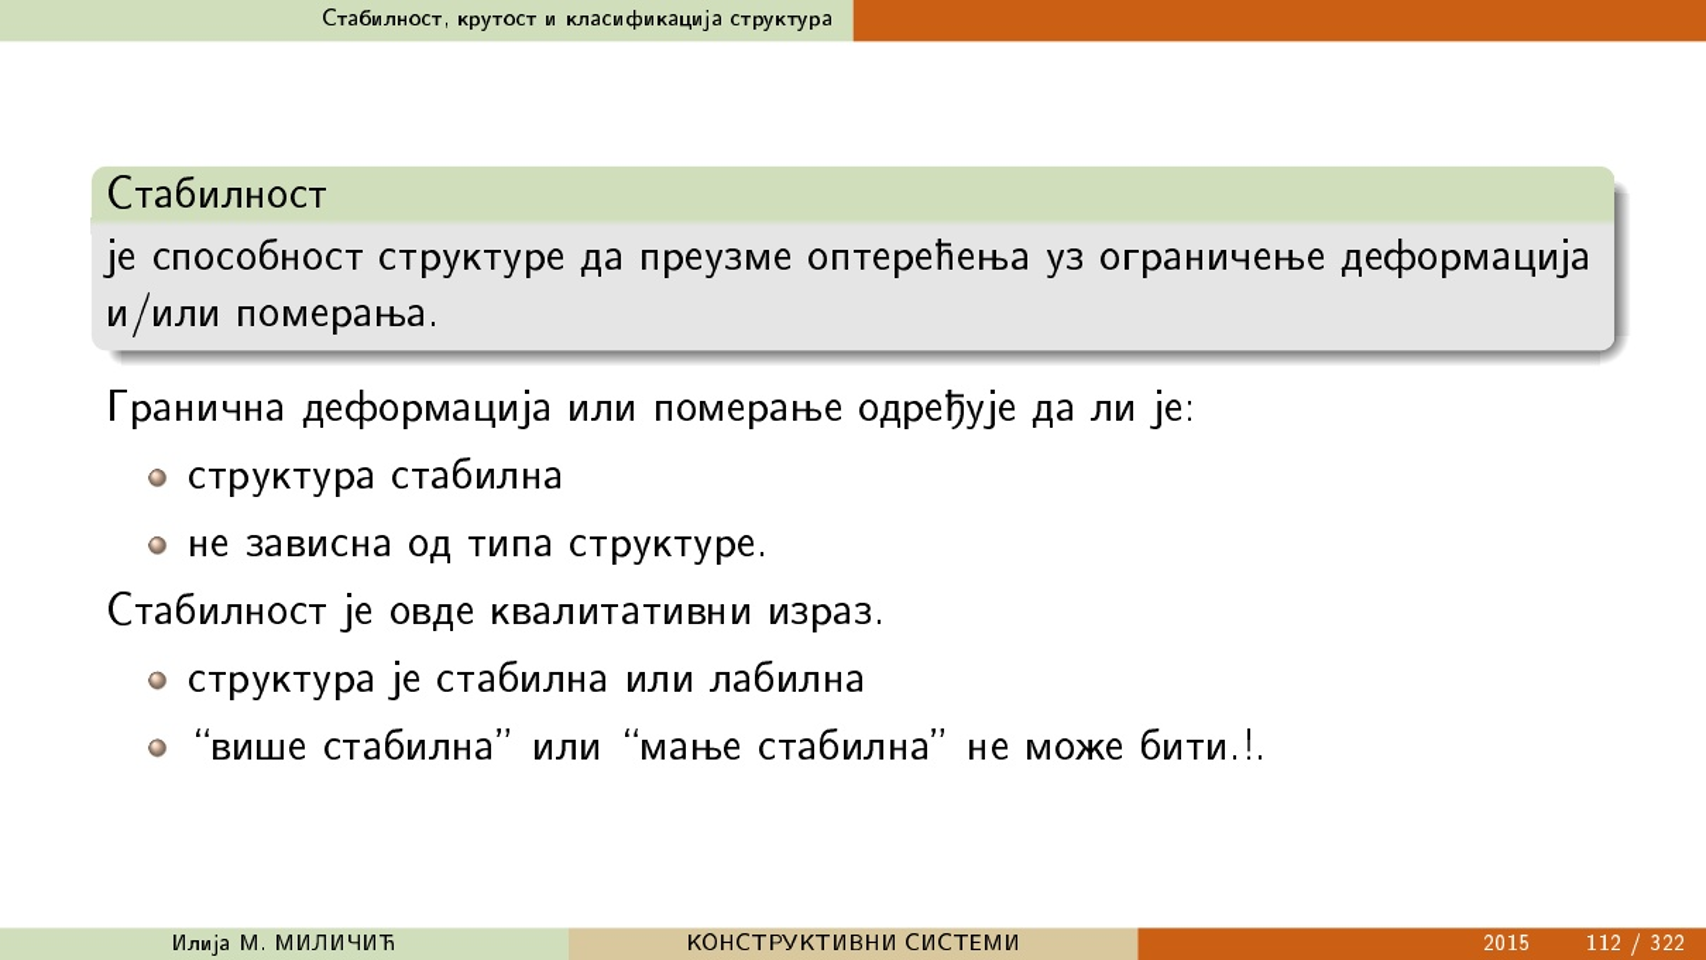 Стабилност, крутост и класификација структура
Стабилност
је способност структуре да преузме оптерећења уз ограничење деформација
и/или померања.
Гранична деформација или померање одређује да ли је:
структура стабилна
не зависна од типа структуре.
Стабилност је овде квалитативни израз.
структура је стабилна или лабилна
“више стабилна” или “мање стабилна” не може бити.!.
Илија М. МИЛИЧИЋ КОНСТРУКТИВНИ СИСТЕМИ 2015 112 / 322